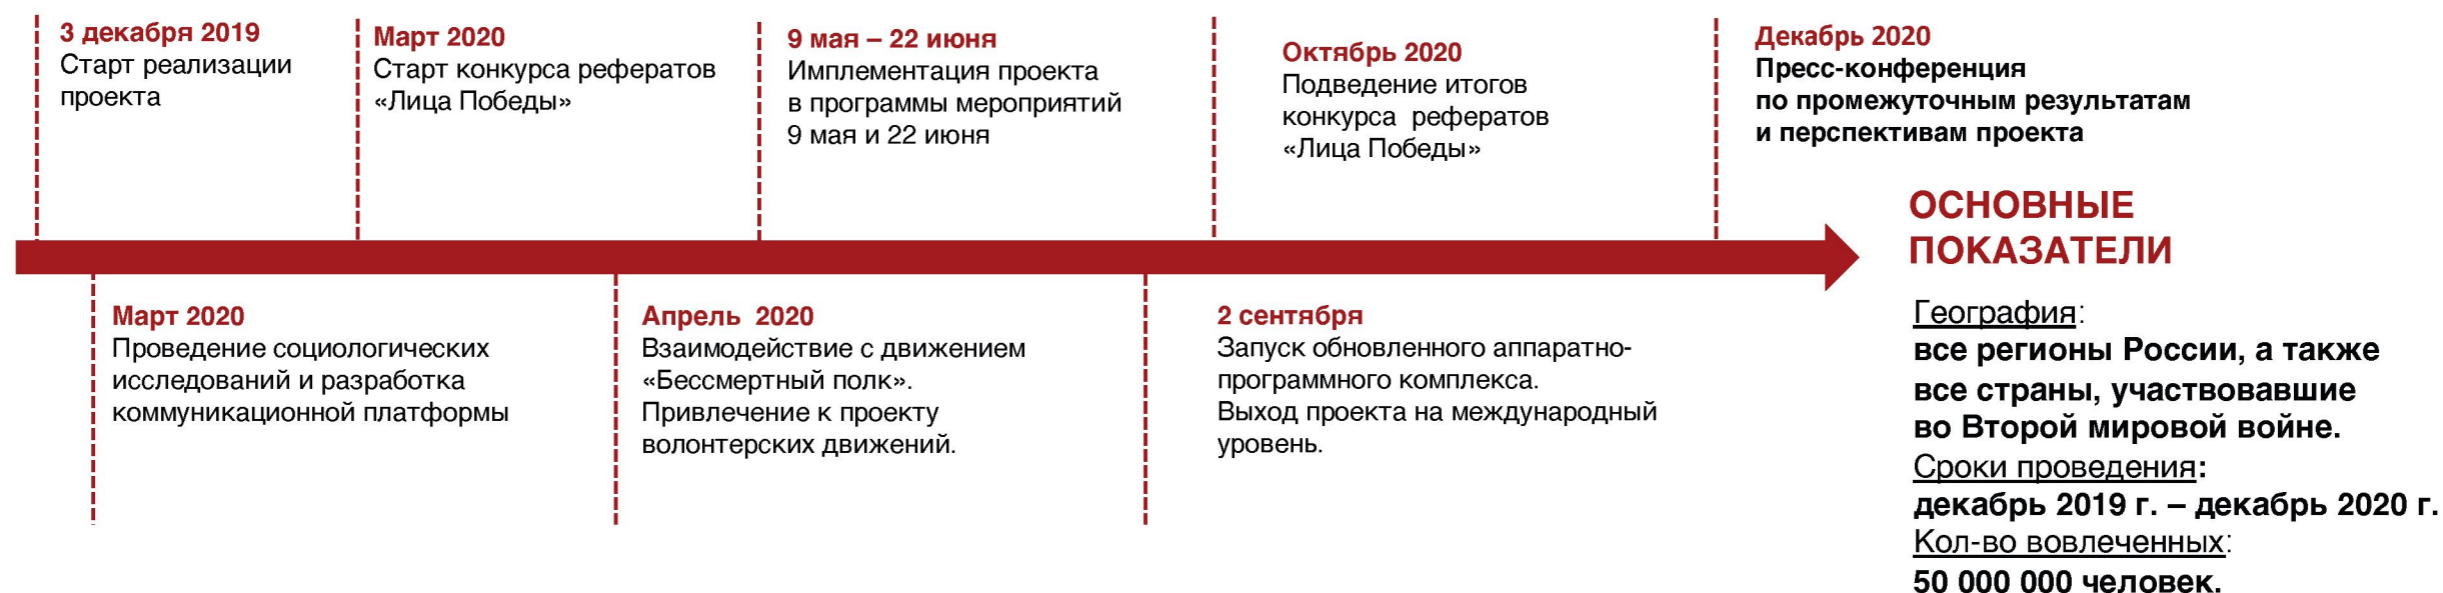 3 декабря 2019
Старт реализации
проекта
Март 2020
Старт конкурса рефератов
«Лица Победы»
9 мая – 22 июня
Имплементация проекта
в программы мероприятий
9 мая и 22 июня
Октябрь 2020
Подведение итогов
конкурса рефератов
«Лица Победы»
Декабрь 2020
Пресс-конференция
по промежуточным результатам
и перспективам проекта
Март 2020
Проведение социологических
исследований и разработка
коммуникационной платформы
Апрель 2020
Взаимодействие с движением
«Бессмертный полк».
Привлечение к проекту
волонтерских движений.
2 сентября
Запуск обновленного аппаратно-
программного комплекса.
Выход проекта на международный
уровень.
ОСНОВНЫЕ
ПОКАЗАТЕЛИ
География:
все регионы России, а также
все страны, участвовавшие
во Второй мировой войне.
Сроки проведения:
декабрь 2019 г. – декабрь 2020 г.
Кол-во вовлеченных:
50 000 000 человек.